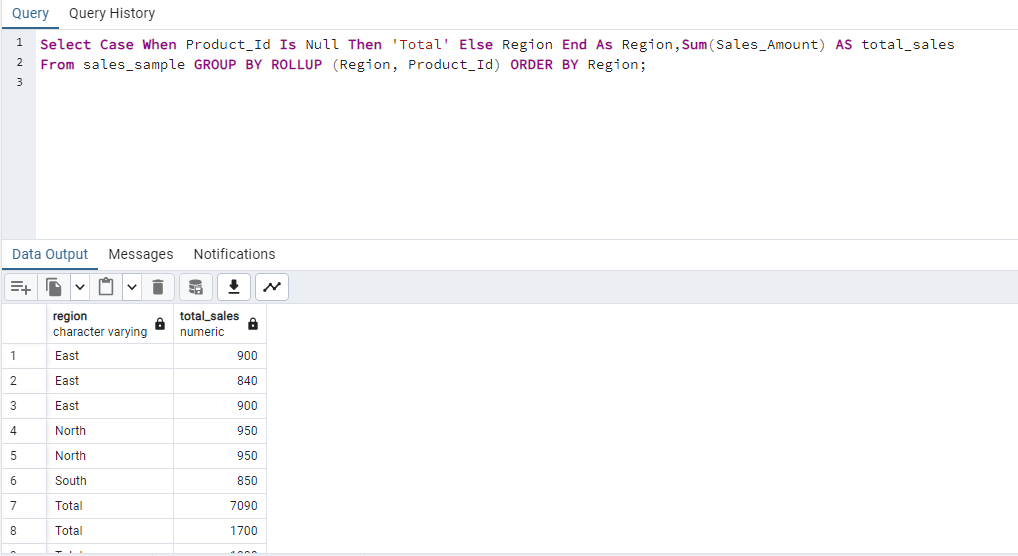 Query Query History
1 Select Case When Product_Id Is Null Then 'Total' Else Region End As Region,Sum(Sales_Amount) AS total_sales
2 From sales_sample GROUP BY ROLLUP (Region, Product_Id) ORDER BY Region;
3
Data Output Messages Notifications
region total_sales
character varying numeric
1 East 900
2 East 840
3 East 900
4 North 950
5 North 950
6 South 850
7 Total 7090
8 Total 1700